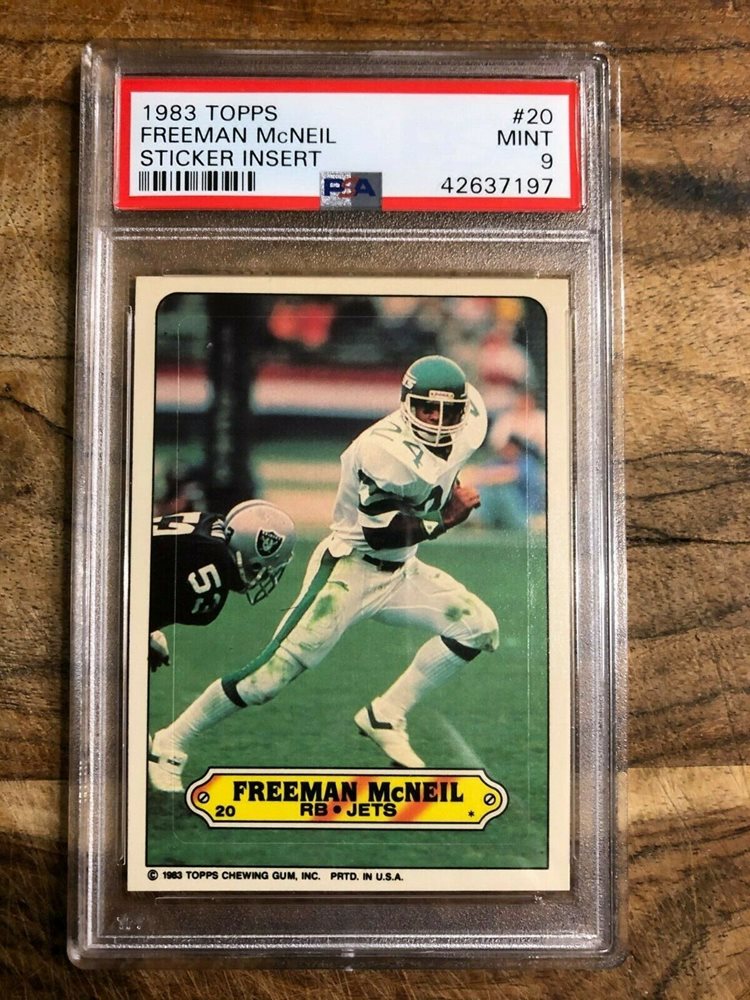 1983 TOPPS #20
FREEMAN McNEIL MINT
STICKER INSERT 9
PSA 42637197
53
FREEMAN McNEIL
20 RB • JETS *
© 1983 TOPPS CHEWING GUM, INC. PRTD. IN U.S.A.